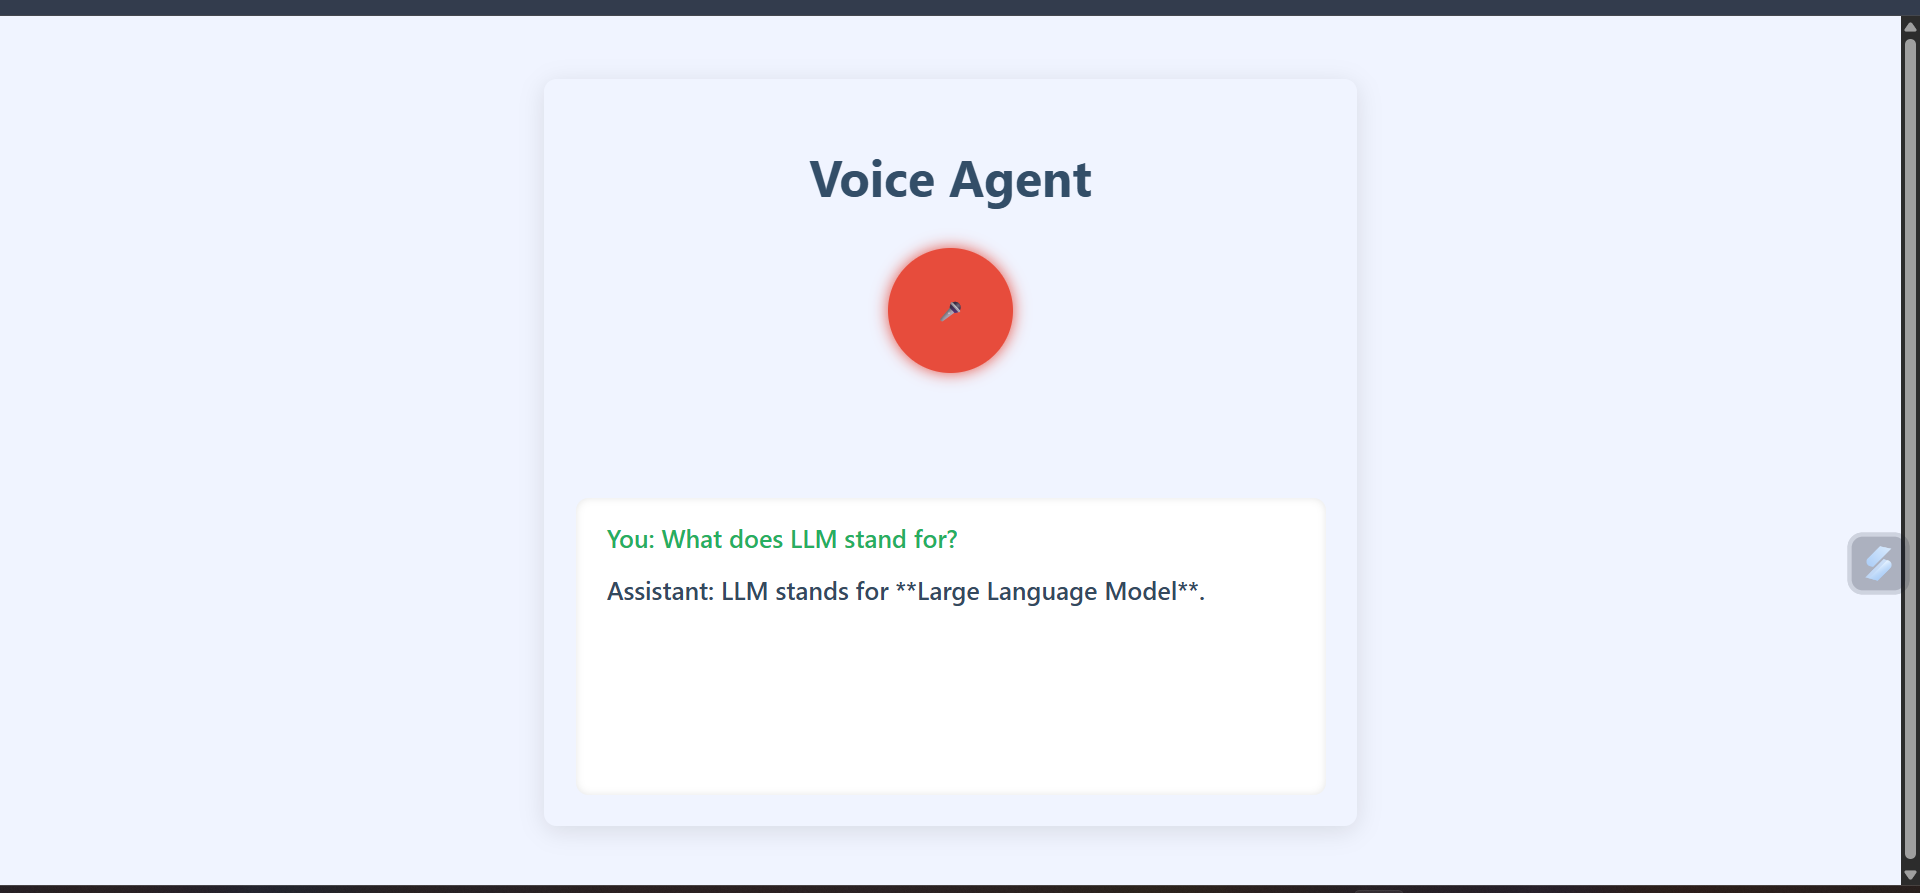 Voice Agent
You: What does LLM stand for?
Assistant: LLM stands for **Large Language Model**.